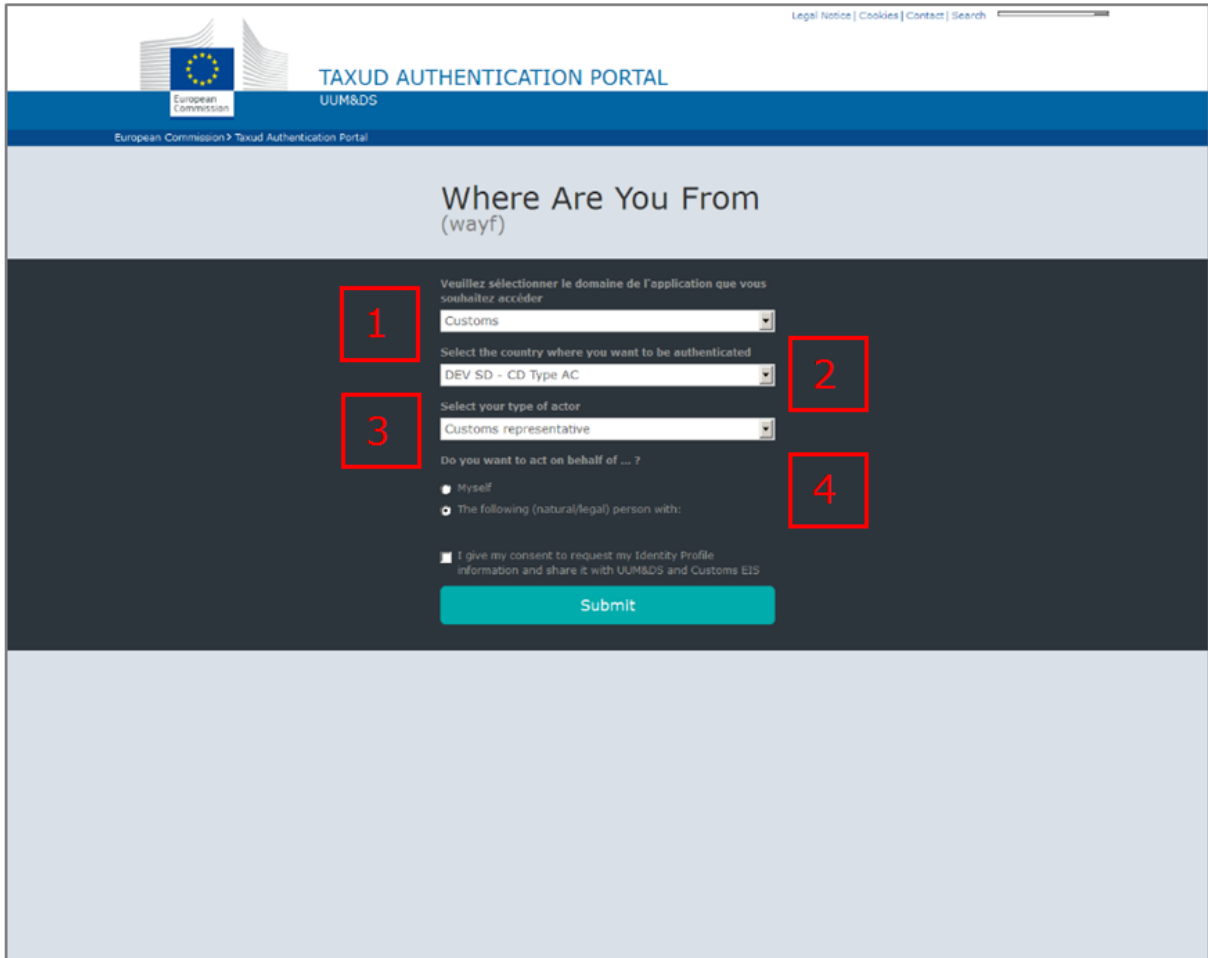 Legal Notice | Cookies | Contact | Search
TAXUD AUTHENTICATION PORTAL
European
Commission
UUM&DS
European Commission > Taxud Authentication Portal
Where Are You From
(wayf)
Veuillez sélectionner le domaine de l'application que vous
souhaitez accéder
1
Customs
Select the country where you want to be authenticated
DEV SD - CD Type AC
2
Select your type of actor
3
Customs representative
Do you want to act on behalf of ... ?
Myself
4
The following (natural/legal) person with:
I give my consent to request my Identity Profile
information and share it with UUM&DS and Customs EIS
Submit